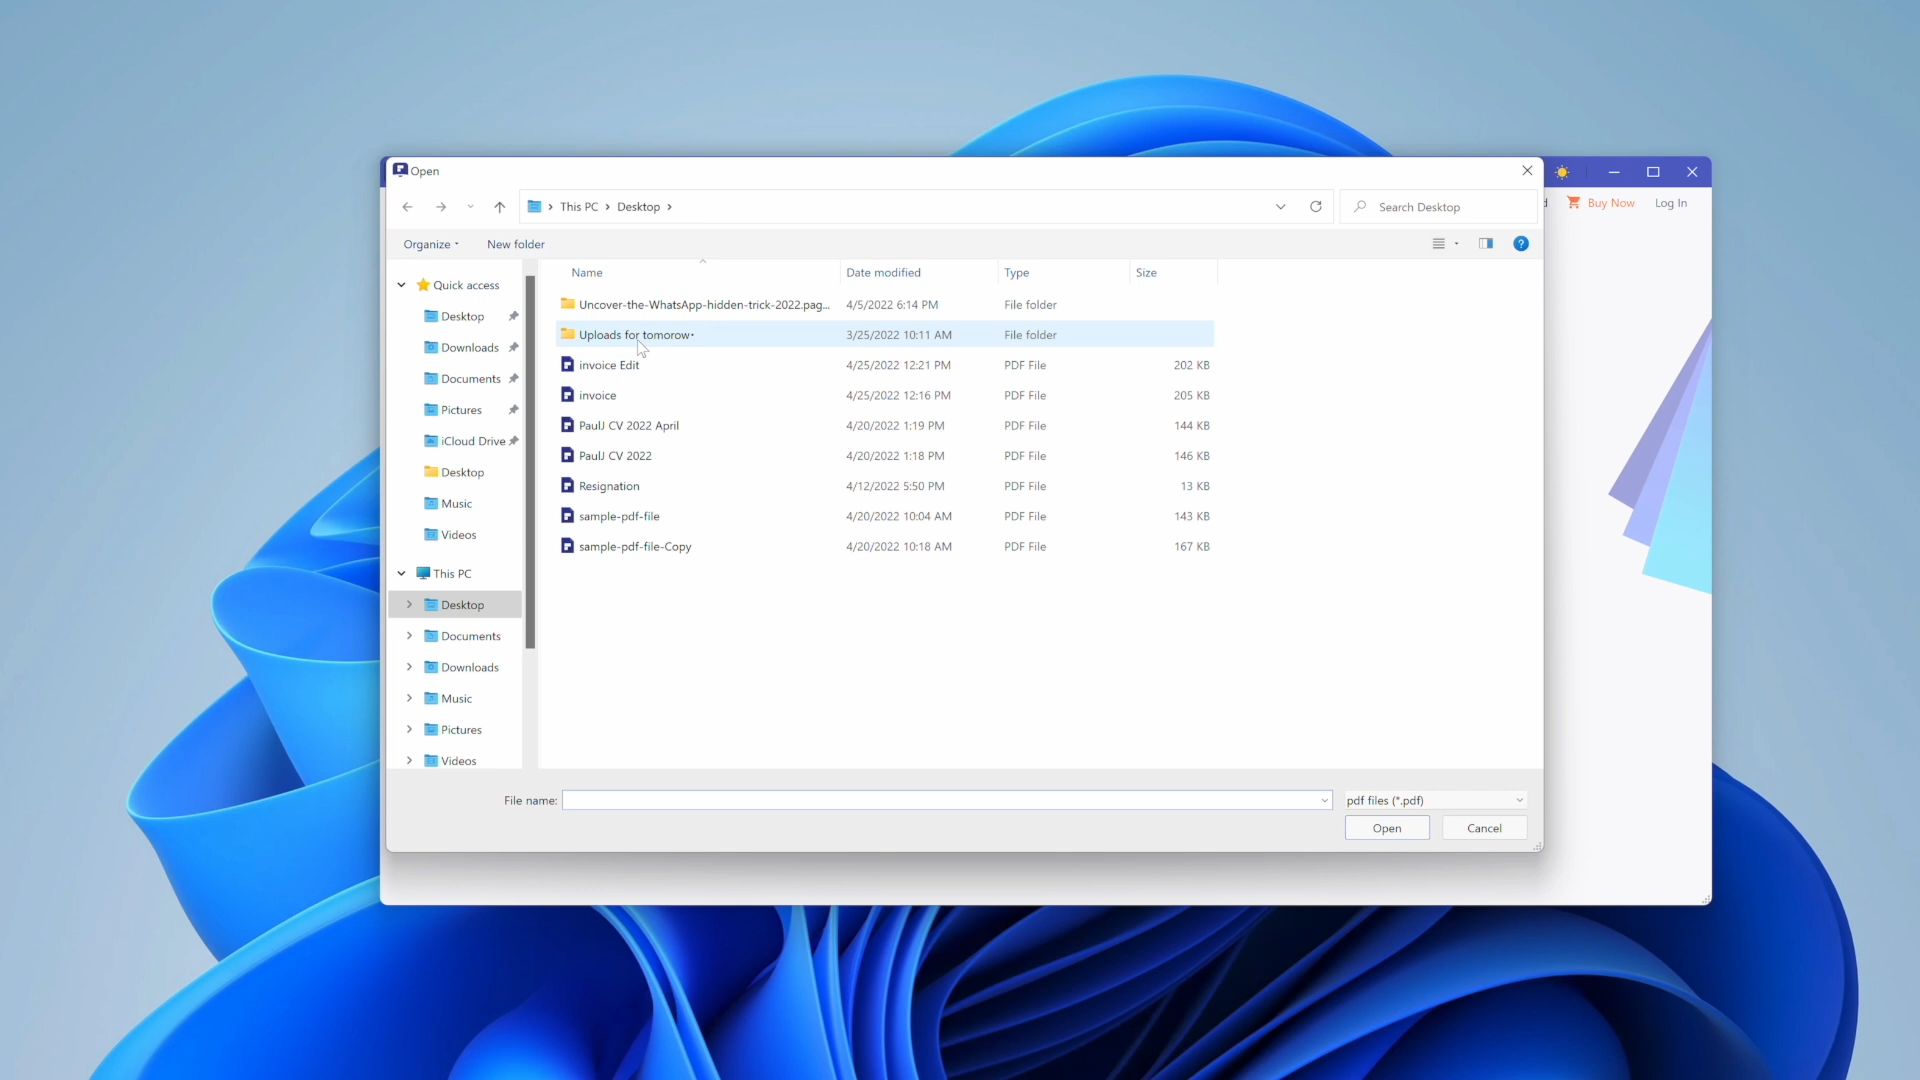 Open
This PC > Desktop >
Search Desktop
Buy Now
Log In
Organize
New folder
Name
Date modified
Type
Size
Quick access
Desktop
Downloads
Documents
Pictures
iCloud Drive
Desktop
Music
Videos
This PC
Desktop
Documents
Downloads
Music
Pictures
Videos
Uncover-the-WhatsApp-hidden-trick-2022.pag... 4/5/2022 6:14 PM File folder
Uploads for tomorow· 3/25/2022 10:11 AM File folder
invoice Edit 4/25/2022 12:21 PM PDF File 202 KB
invoice 4/25/2022 12:16 PM PDF File 205 KB
PaulJ CV 2022 April 4/20/2022 1:19 PM PDF File 144 KB
PaulJ CV 2022 4/20/2022 1:18 PM PDF File 146 KB
Resignation 4/12/2022 5:50 PM PDF File 13 KB
sample-pdf-file 4/20/2022 10:04 AM PDF File 143 KB
sample-pdf-file-Copy 4/20/2022 10:18 AM PDF File 167 KB
File name:
pdf files (*.pdf)
Open
Cancel